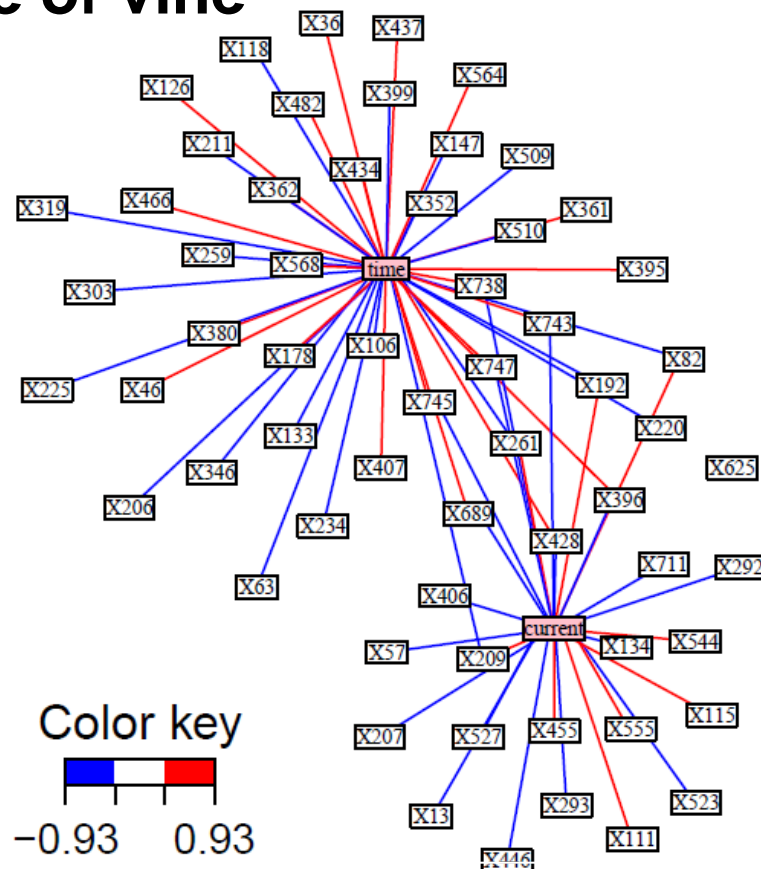 e of vine
X36
X437
X118
X564
X126
X399
X482
X211
X147
X509
X434
X362
X466
X352
X319
X361
X510
X259
X568
time
X395
X738
X303
X743
X380
X106
X178
X82
X747
X192
X225
X46
X745
X220
X133
X261
X407
X625
X346
X396
X206
X689
X234
X428
X711
X292
X63
X406
current
X544
X134
X57
X209
X115
Color key
X207
X527
X455
X555
X523
X293
X13
−0.93 0.93
X111
X446